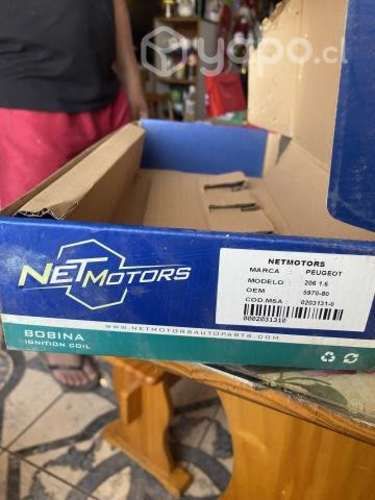 yapo.cl
NETMOTORS
MARCA : PEUGEOT
MODELO : 206 1.6
OEM : 5970-80
COD.MSA : 0203131-0
0002031310
NETMOTORS
WWW.NETMOTORSAUTOPARTS.COM
BOBINA
IGNITION COIL